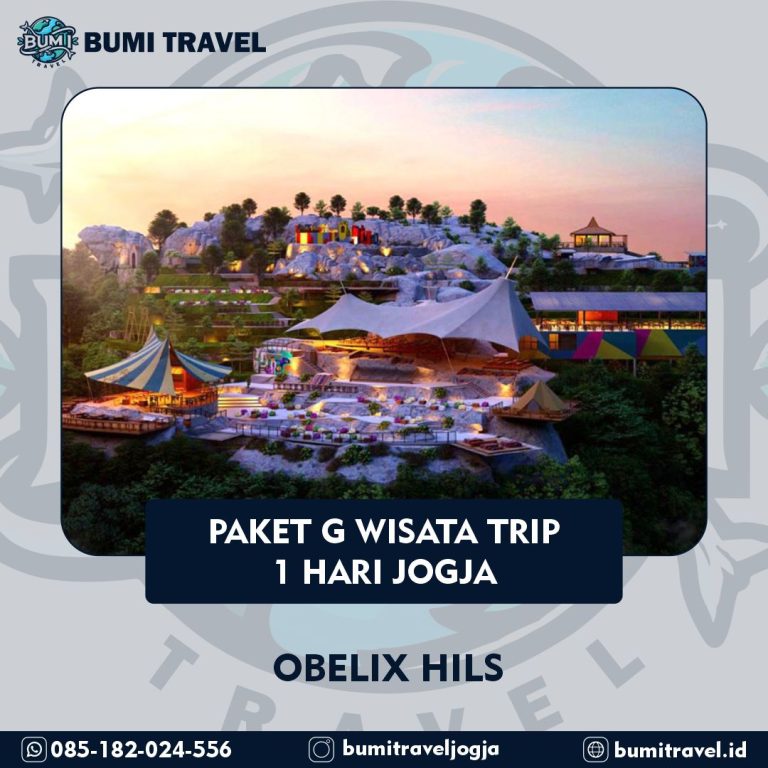 BUMI
TRAVEL
BUMI TRAVEL
PAKET G WISATA TRIP
1 HARI JOGJA
OBELIX HILS
TRAVEL
085-182-024-556
bumitraveljogja
bumitravel.id